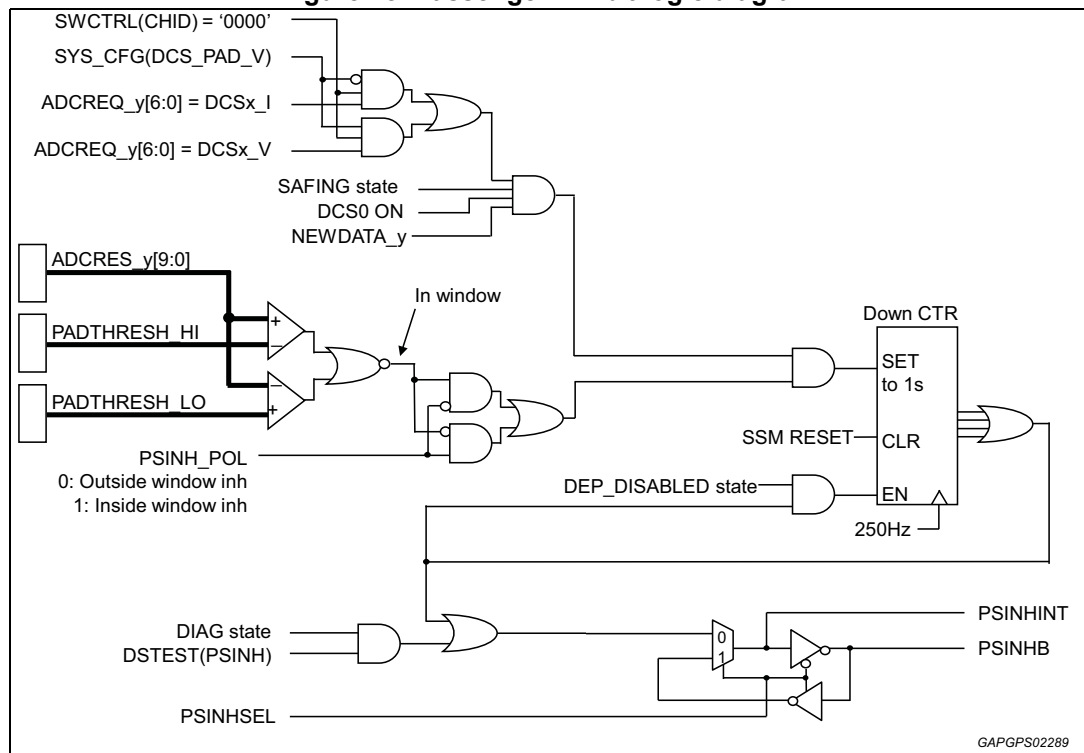 SWCTRL(CHID) = ‘0000’
SYS_CFG(DCS_PAD_V)
ADCREQ_y[6:0] = DCSx_I
ADCREQ_y[6:0] = DCSx_V
SAFING state
DCS0 ON
NEWDATA_y
ADCRES_y[9:0]
In window
PADTHRESH_HI
PADTHRESH_LO
+
−
−
+
Down CTR
SET
to 1s
SSM RESET
CLR
PSINH_POL
0: Outside window inh
1: Inside window inh
DEP_DISABLED state
EN
250Hz
DIAG state
DSTEST(PSINH)
0
1
PSINHINT
PSINHB
PSINHSEL
GAPGPS02289